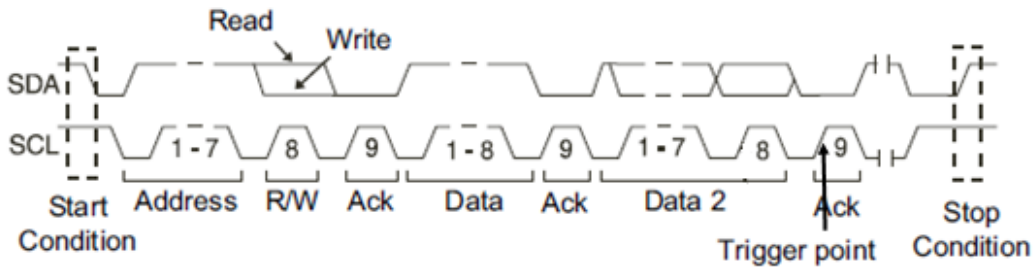 Read
Write
SDA
SCL
1 - 7
8
9
1 - 8
9
1 - 7
8
9
Start
Condition
Address
R/W
Ack
Data
Ack
Data 2
Ack
Trigger point
Stop
Condition